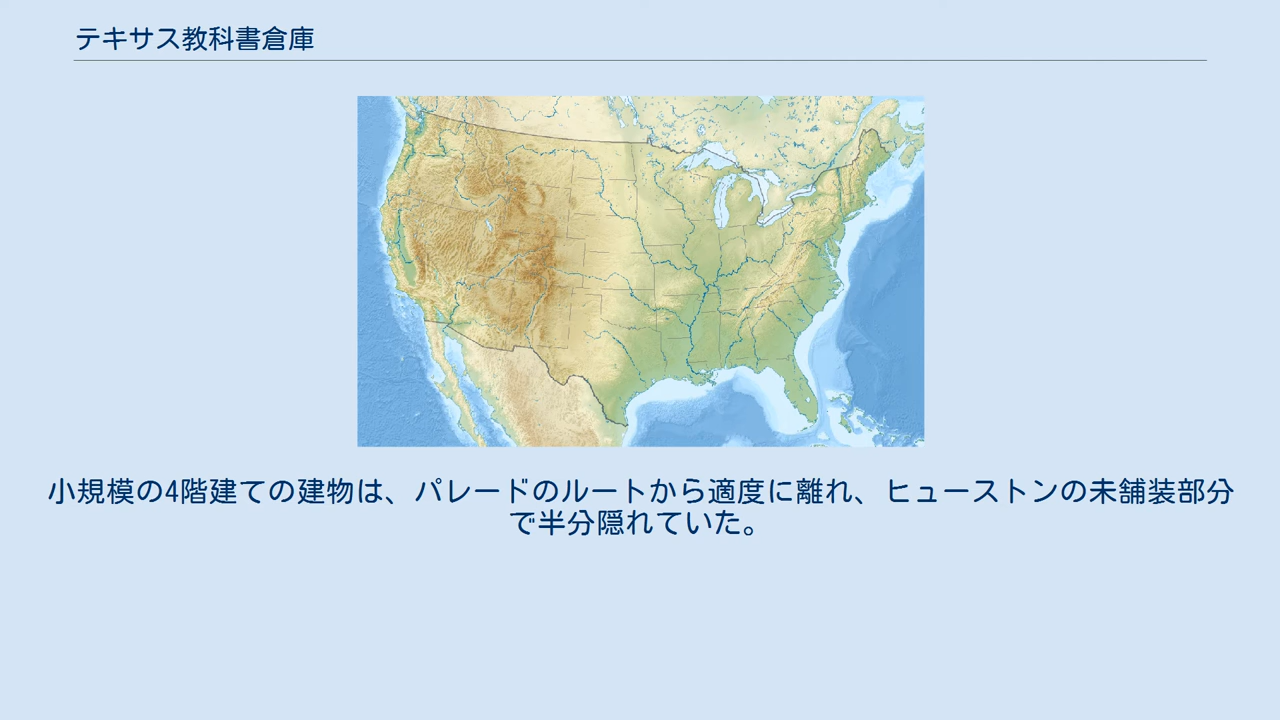 テキサス教科書倉庫
小規模の4階建ての建物は、パレードのルートから適度に離れ、ヒューストンの未舗装部分
で半分隠れていた。